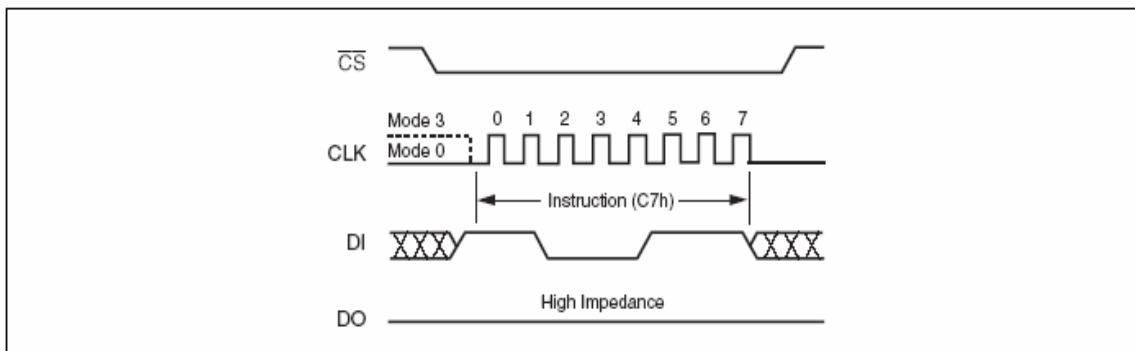 CS
Mode 3
0 1 2 3 4 5 6 7
CLK
Mode 0
Instruction (C7h)
DI
High Impedance
DO